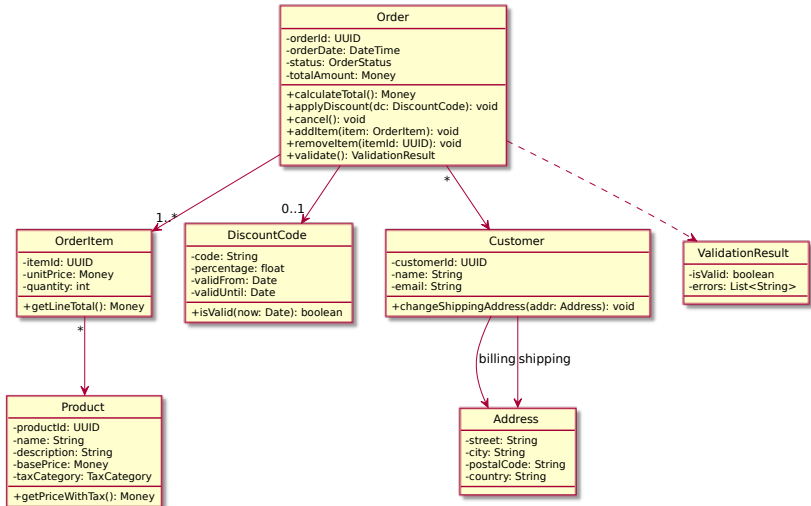 Order
-orderId: UUID
-orderDate: DateTime
-status: OrderStatus
-totalAmount: Money
+calculateTotal(): Money
+applyDiscount(dc: DiscountCode): void
+cancel(): void
+addItem(item: OrderItem): void
+removeItem(itemId: UUID): void
+validate(): ValidationResult
1..*
0..1
*
OrderItem
-itemId: UUID
-unitPrice: Money
-quantity: int
+getLineTotal(): Money
DiscountCode
-code: String
-percentage: float
-validFrom: Date
-validUntil: Date
+isValid(now: Date): boolean
Customer
-customerId: UUID
-name: String
-email: String
+changeShippingAddress(addr: Address): void
ValidationResult
-isValid: boolean
-errors: List<String>
*
billing
shipping
Product
-productId: UUID
-name: String
-description: String
-basePrice: Money
-taxCategory: TaxCategory
+getPriceWithTax(): Money
Address
-street: String
-city: String
-postalCode: String
-country: String